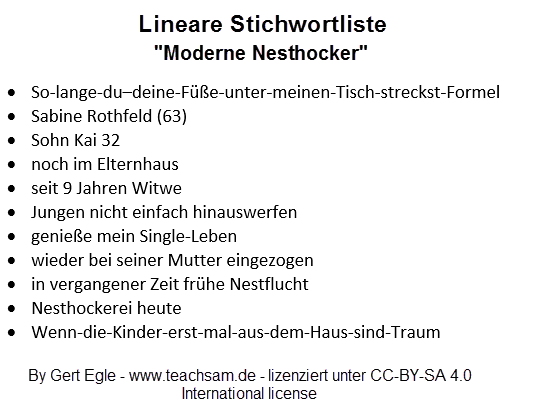 Lineare Stichwortliste
"Moderne Nesthocker"
• So-lange-du–deine-Füße-unter-meinen-Tisch-streckst-Formel
• Sabine Rothfeld (63)
• Sohn Kai 32
• noch im Elternhaus
• seit 9 Jahren Witwe
• Jungen nicht einfach hinauswerfen
• genieße mein Single-Leben
• wieder bei seiner Mutter eingezogen
• in vergangener Zeit frühe Nestflucht
• Nesthockerei heute
• Wenn-die-Kinder-erst-mal-aus-dem-Haus-sind-Traum
By Gert Egle - www.teachsam.de - lizenziert unter CC-BY-SA 4.0
International license